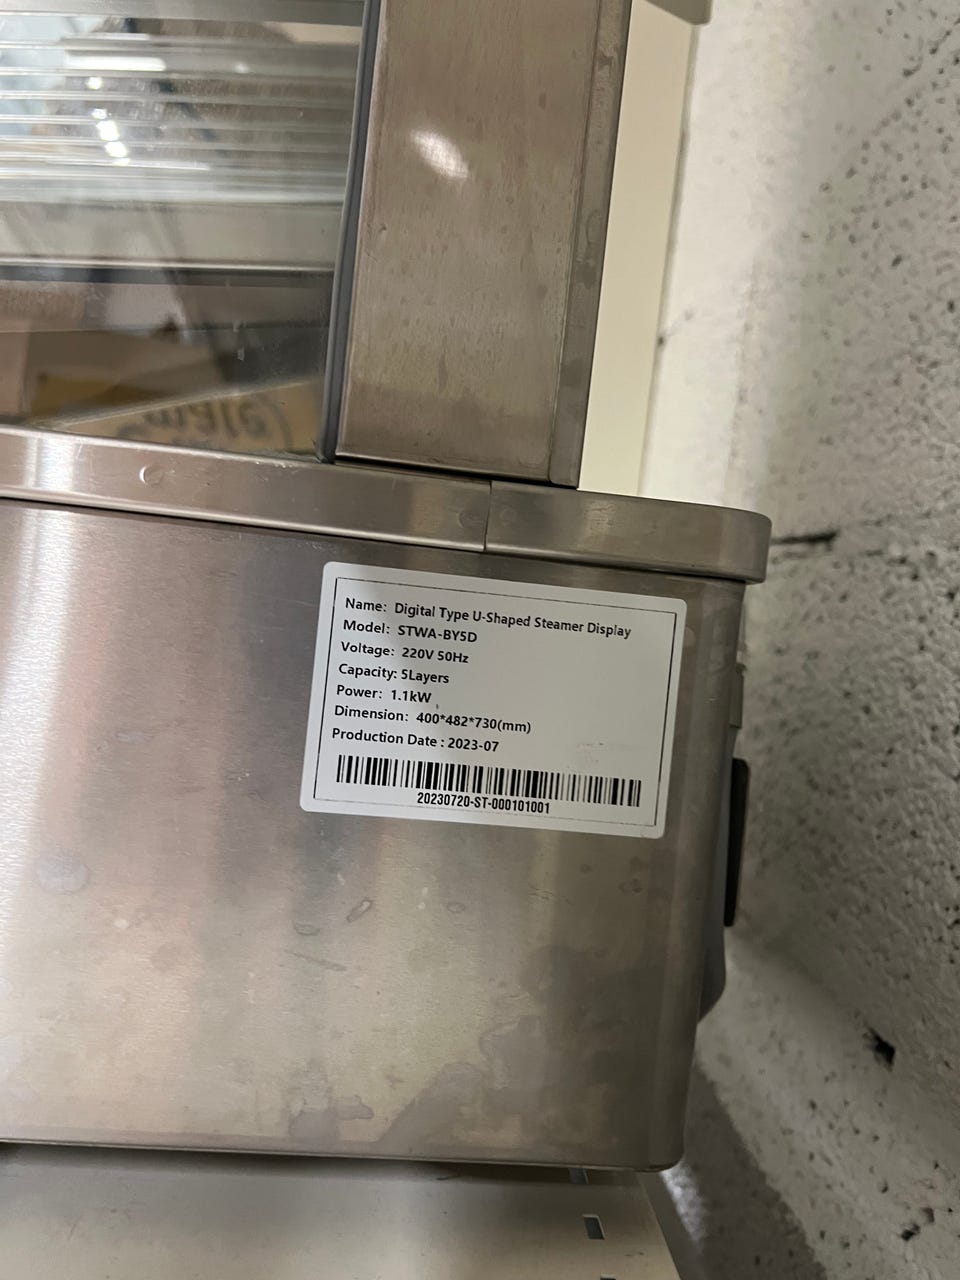 male
Name: Digital Type U-Shaped Steamer Display
Model: STWA-BY5D
Voltage: 220V 50Hz
Capacity: 5Layers
Power: 1.1kW
Dimension: 400*482*730(mm)
Production Date : 2023-07
20230720-ST-000101001